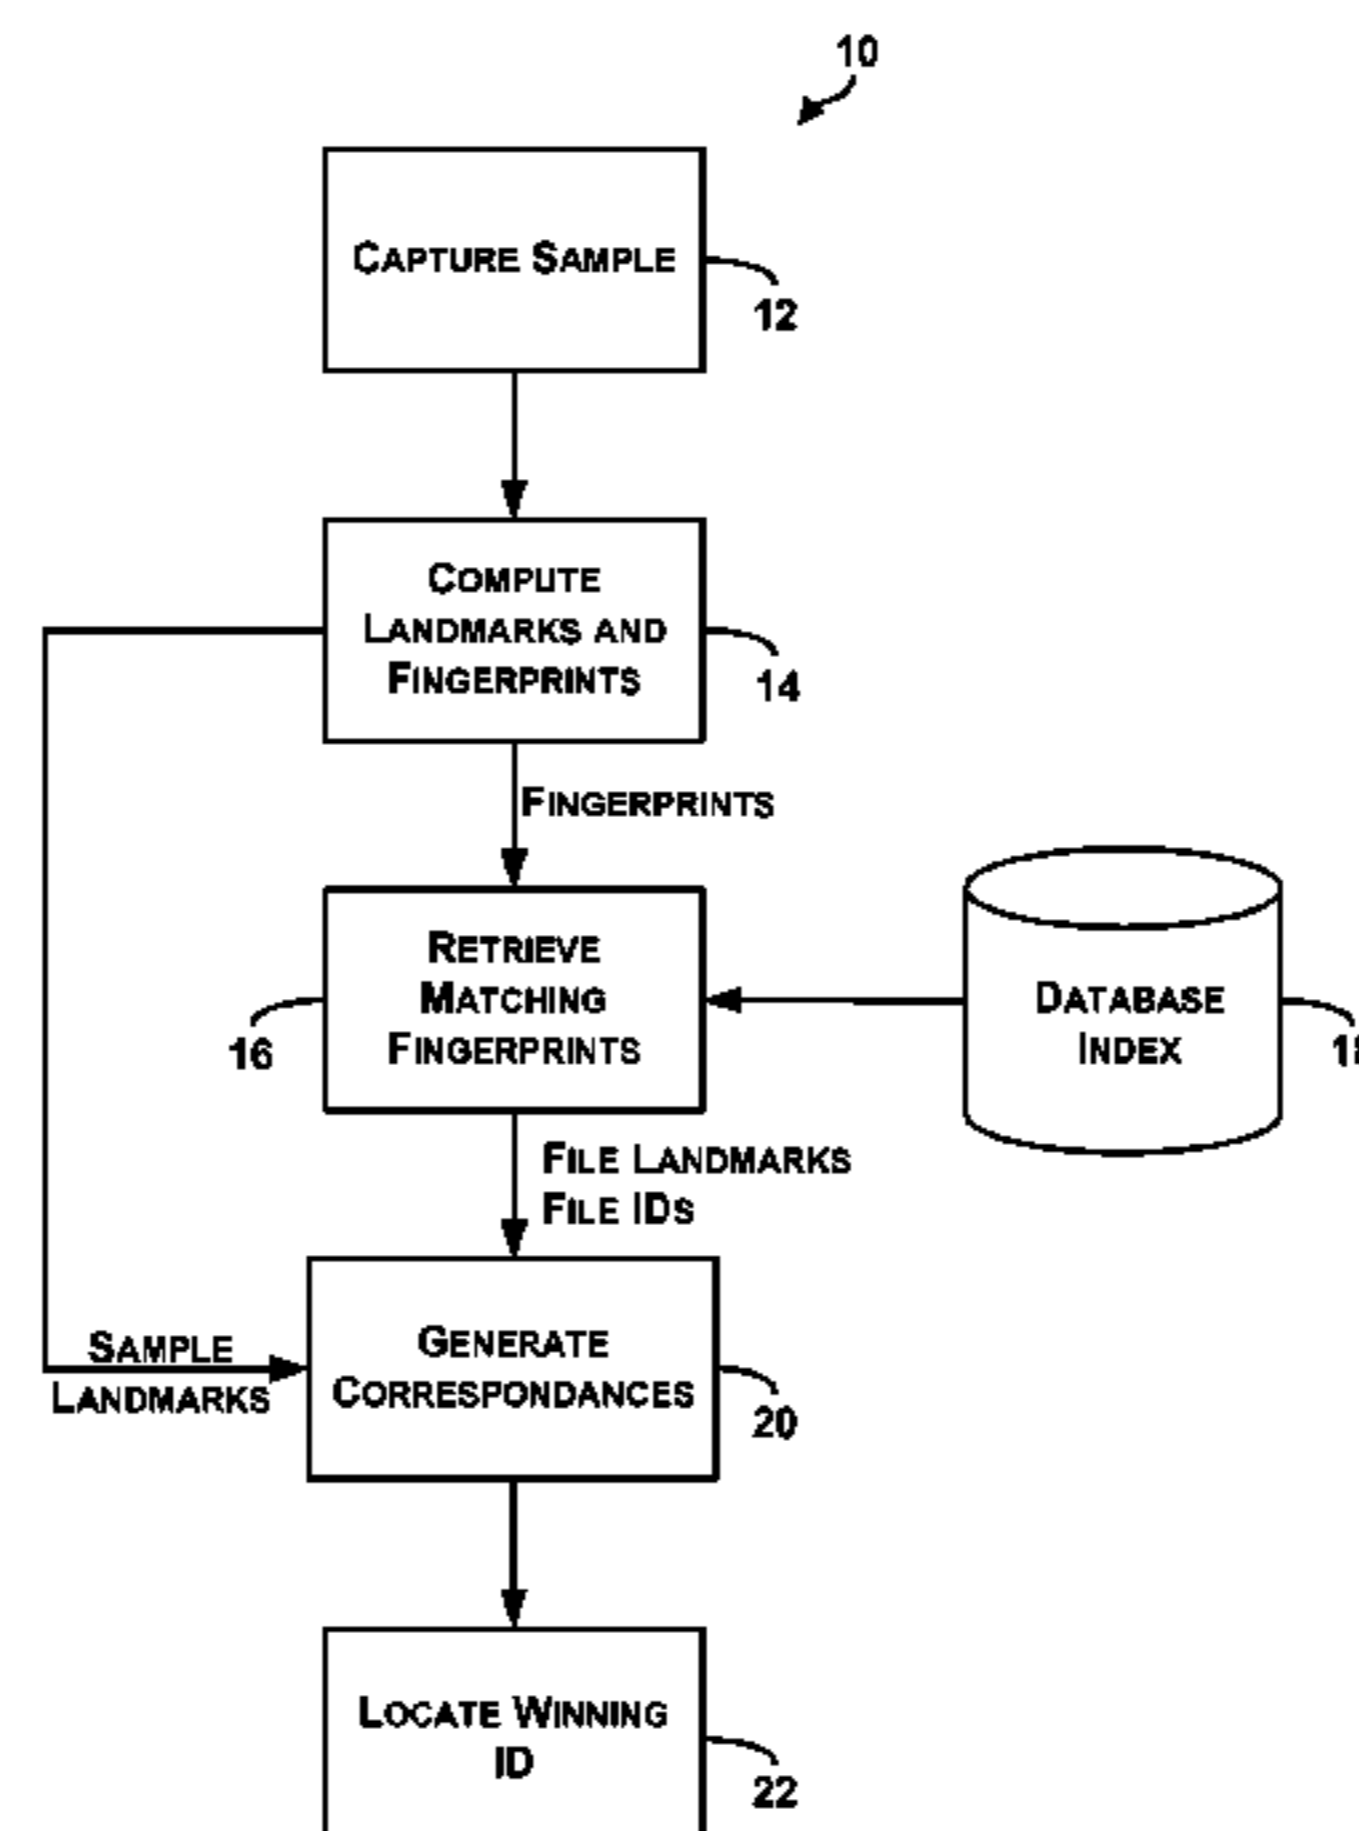 10
CAPTURE SAMPLE
12
COMPUTE
LANDMARKS AND
FINGERPRINTS
14
FINGERPRINTS
RETRIEVE
MATCHING
FINGERPRINTS
16
DATABASE
INDEX
FILE LANDMARKS
FILE IDS
SAMPLE
LANDMARKS
GENERATE
CORRESPONDANCES
20
LOCATE WINNING
ID
22